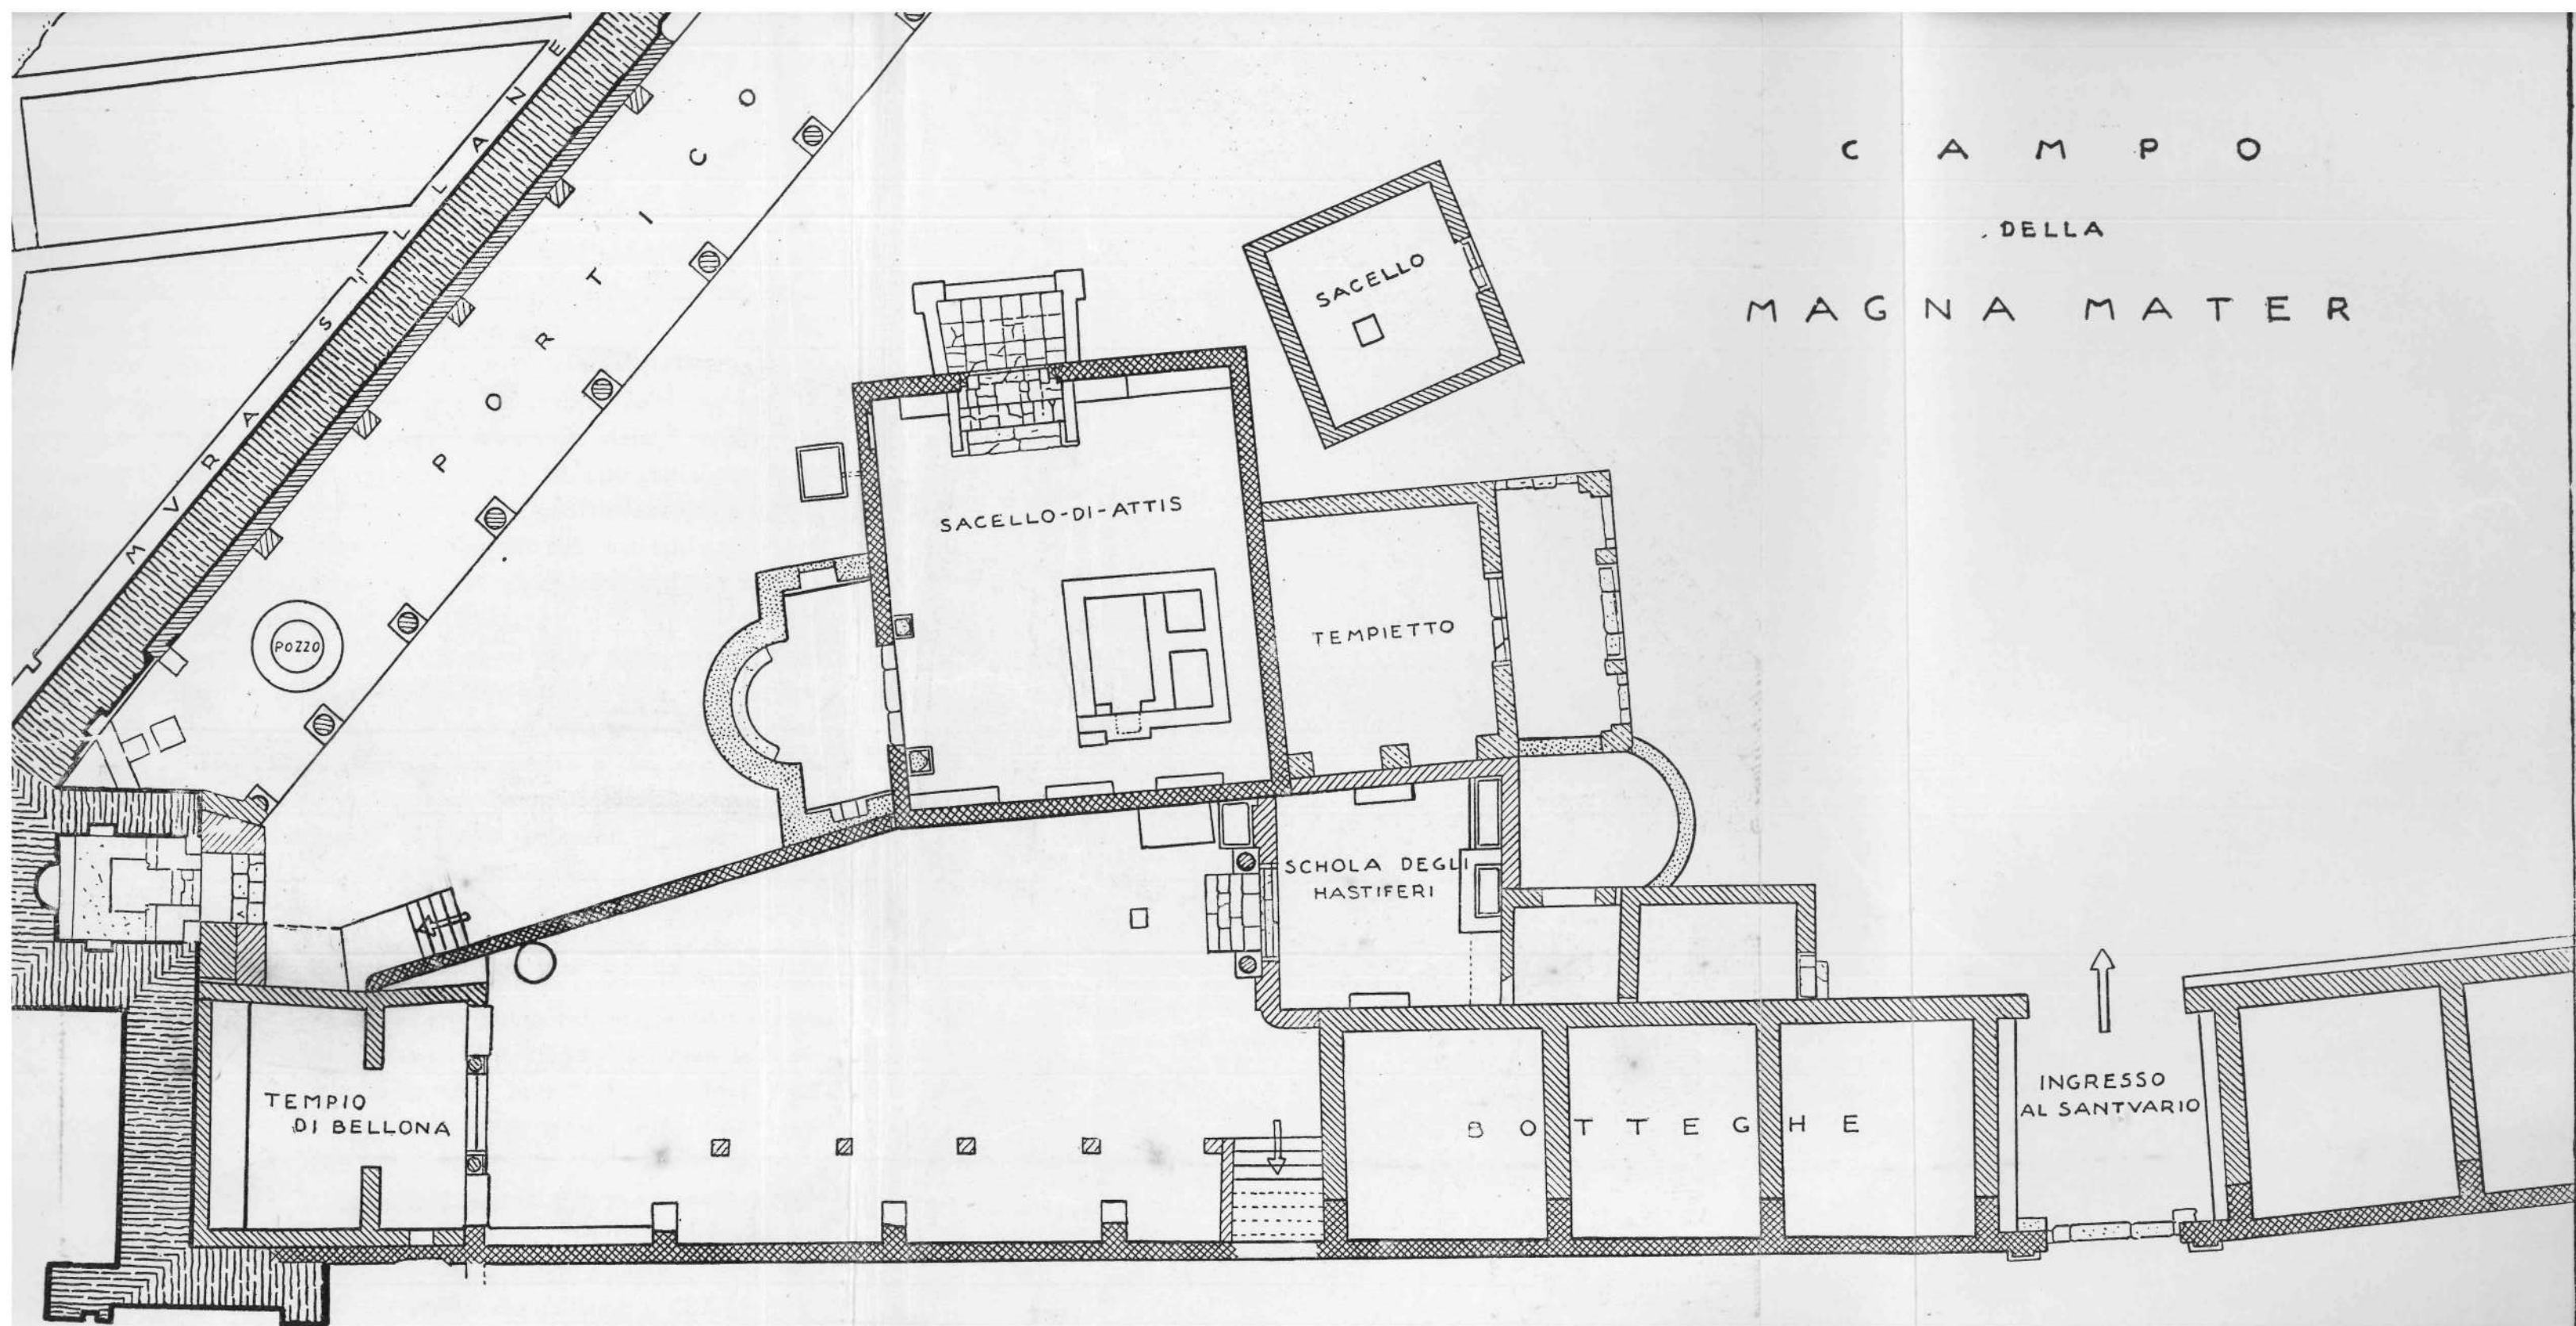 MVRA SILLANE
PORTICO
CAMPO
DELLA
MAGNA MATER
SACELLO
SACELLO-DI-ATTIS
TEMPIETTO
POZZO
SCHOLA DEGLI
HASTIFERI
INGRESSO
AL SANTVARIO
TEMPIO
DI BELLONA
BOTTEGHE